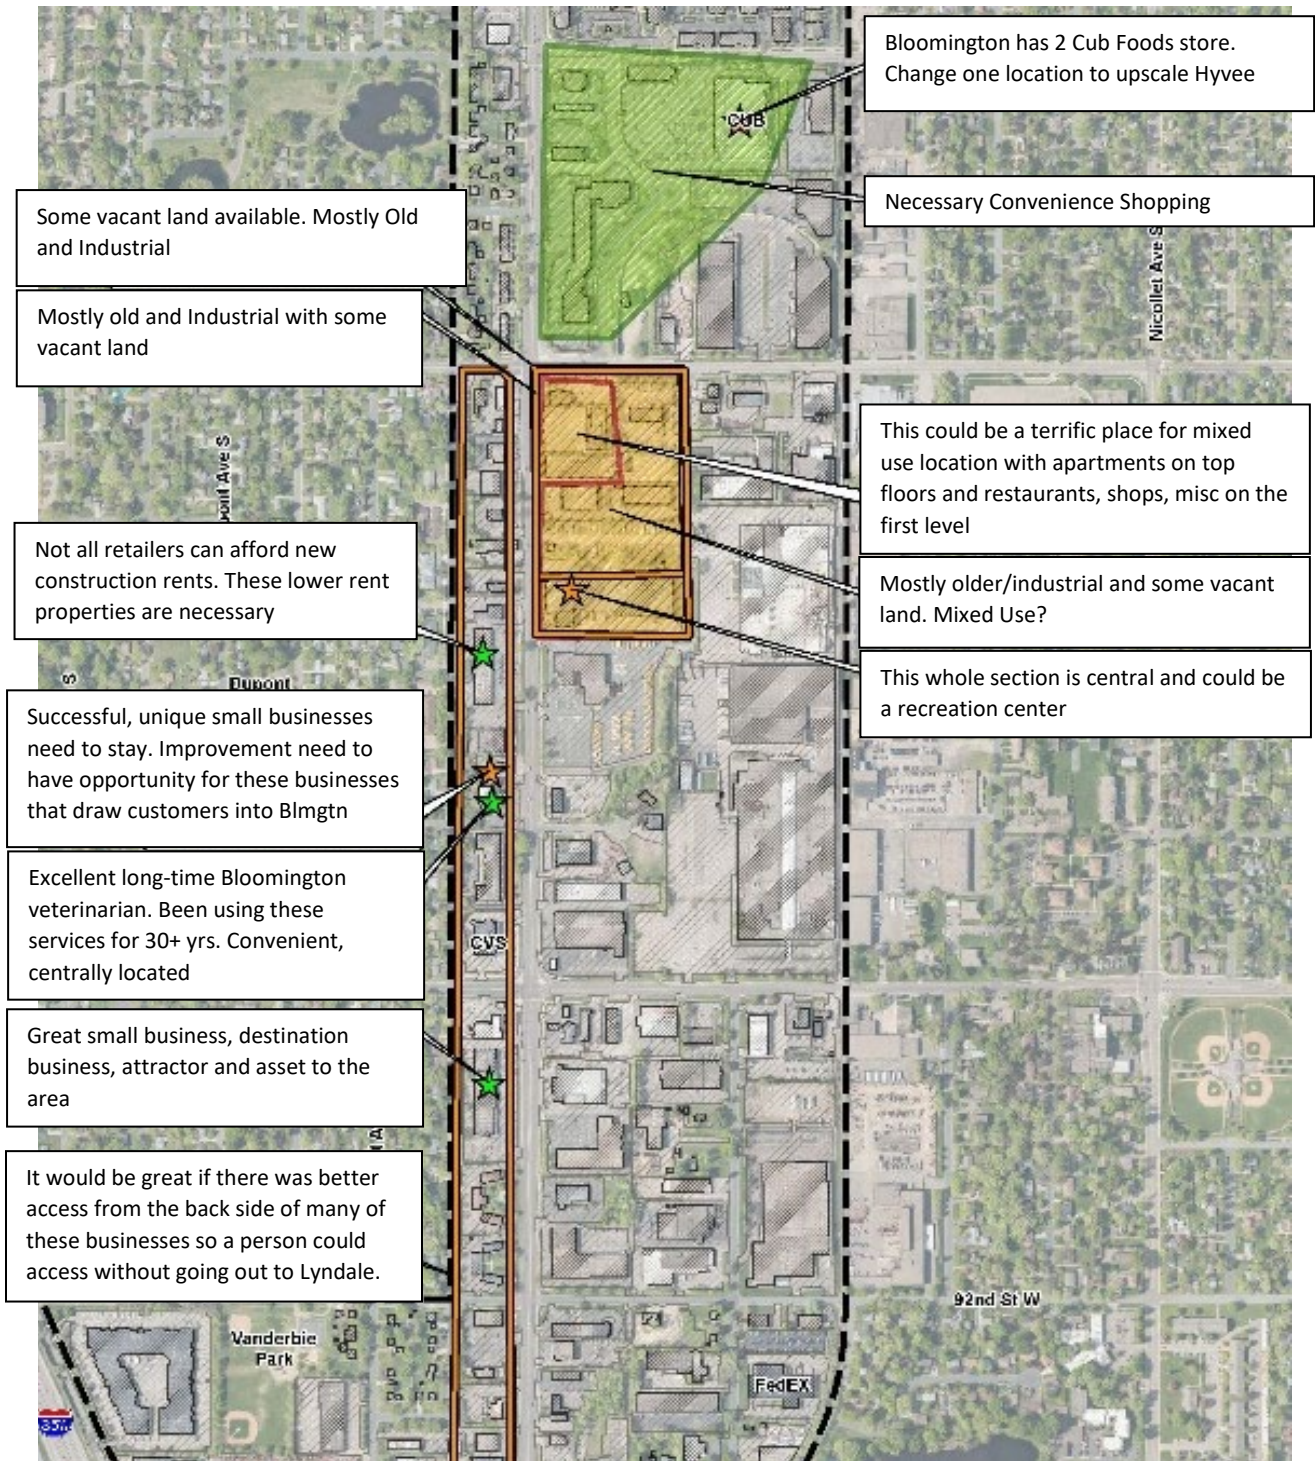 Bloomington has 2 Cub Foods store.
Change one location to upscale Hyvee
CUB
Necessary Convenience Shopping
Some vacant land available. Mostly Old
and Industrial
Nicollet Ave S
Mostly old and Industrial with some
vacant land
This could be a terrific place for mixed
use location with apartments on top
floors and restaurants, shops, misc on the
first level
Ave S
Not all retailers can afford new
construction rents. These lower rent
properties are necessary
Mostly older/industrial and some vacant
land. Mixed Use?
This whole section is central and could be
a recreation center
S
Dupont
Successful, unique small businesses
need to stay. Improvement need to
have opportunity for these businesses
that draw customers into Blmgtn
Excellent long-time Bloomington
veterinarian. Been using these
services for 30+ yrs. Convenient,
centrally located
CVS
Great small business, destination
business, attractor and asset to the
area
It would be great if there was better
access from the back side of many of
these businesses so a person could
access without going out to Lyndale.
92nd St W
Vanderbie
Park
FedEX